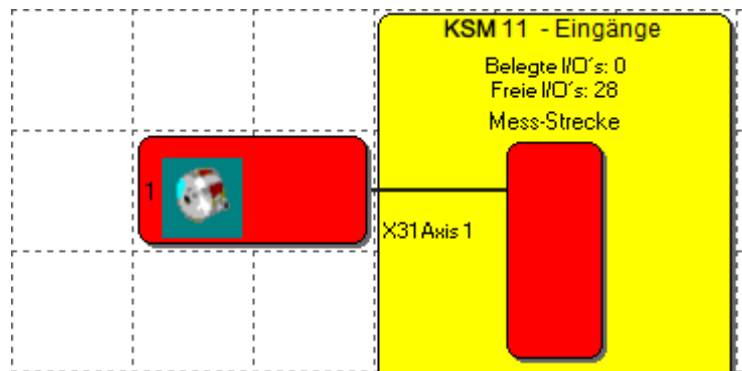 KSM 11 - Eingänge
Belegte I/O´s: 0
Freie I/O´s: 28
Mess-Strecke
1
X31 Axis 1